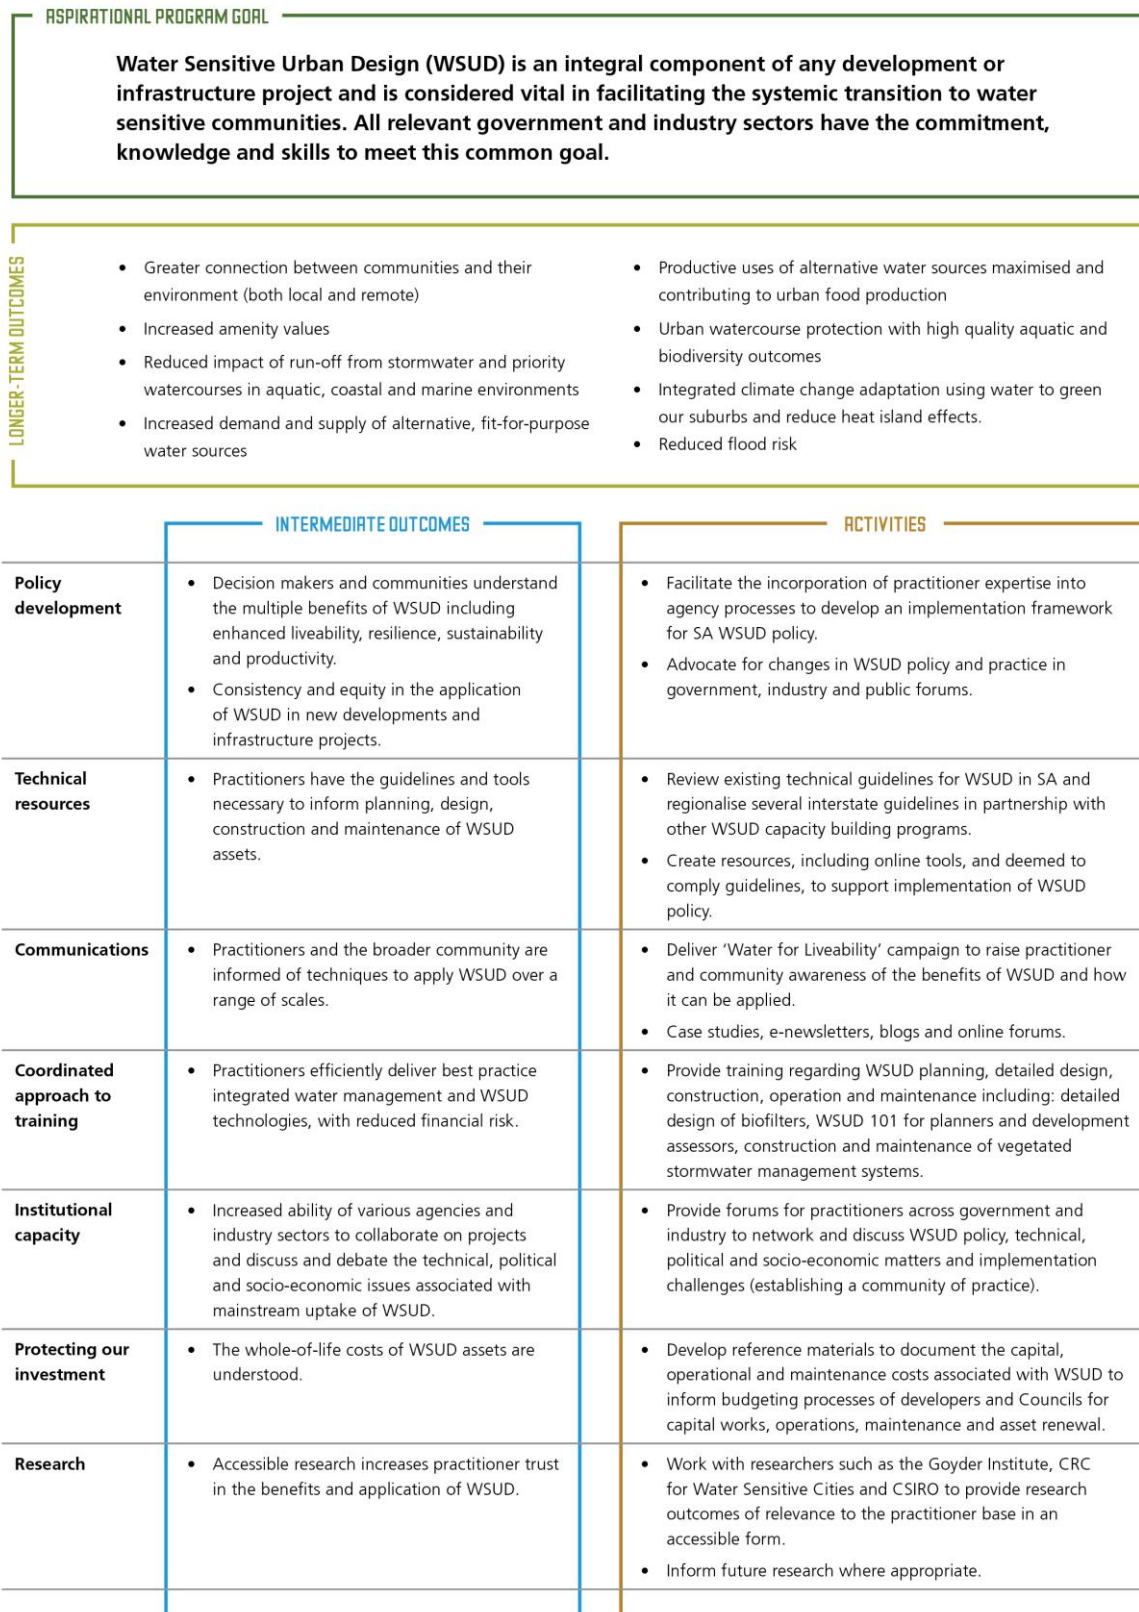 ASPIRATIONAL PROGRAM GOAL
Water Sensitive Urban Design (WSUD) is an integral component of any development or
infrastructure project and is considered vital in facilitating the systemic transition to water
sensitive communities. All relevant government and industry sectors have the commitment,
knowledge and skills to meet this common goal.
LONGER-TERM OUTCOMES
• Greater connection between communities and their
environment (both local and remote)
• Increased amenity values
• Reduced impact of run-off from stormwater and priority
watercourses in aquatic, coastal and marine environments
• Increased demand and supply of alternative, fit-for-purpose
water sources
• Productive uses of alternative water sources maximised and
contributing to urban food production
• Urban watercourse protection with high quality aquatic and
biodiversity outcomes
• Integrated climate change adaptation using water to green
our suburbs and reduce heat island effects.
• Reduced flood risk
INTERMEDIATE OUTCOMES
ACTIVITIES
Policy
development
• Decision makers and communities understand
the multiple benefits of WSUD including
enhanced liveability, resilience, sustainability
and productivity.
• Consistency and equity in the application
of WSUD in new developments and
infrastructure projects.
• Facilitate the incorporation of practitioner expertise into
agency processes to develop an implementation framework
for SA WSUD policy.
• Advocate for changes in WSUD policy and practice in
government, industry and public forums.
Technical
resources
• Practitioners have the guidelines and tools
necessary to inform planning, design,
construction and maintenance of WSUD
assets.
• Review existing technical guidelines for WSUD in SA and
regionalise several interstate guidelines in partnership with
other WSUD capacity building programs.
• Create resources, including online tools, and deemed to
comply guidelines, to support implementation of WSUD
policy.
Communications
• Practitioners and the broader community are
informed of techniques to apply WSUD over a
range of scales.
• Deliver ‘Water for Liveability’ campaign to raise practitioner
and community awareness of the benefits of WSUD and how
it can be applied.
• Case studies, e-newsletters, blogs and online forums.
Coordinated
approach to
training
• Practitioners efficiently deliver best practice
integrated water management and WSUD
technologies, with reduced financial risk.
• Provide training regarding WSUD planning, detailed design,
construction, operation and maintenance including: detailed
design of biofilters, WSUD 101 for planners and development
assessors, construction and maintenance of vegetated
stormwater management systems.
Institutional
capacity
• Increased ability of various agencies and
industry sectors to collaborate on projects
and discuss and debate the technical, political
and socio-economic issues associated with
mainstream uptake of WSUD.
• Provide forums for practitioners across government and
industry to network and discuss WSUD policy, technical,
political and socio-economic matters and implementation
challenges (establishing a community of practice).
Protecting our
investment
• The whole-of-life costs of WSUD assets are
understood.
• Develop reference materials to document the capital,
operational and maintenance costs associated with WSUD to
inform budgeting processes of developers and Councils for
capital works, operations, maintenance and asset renewal.
Research
• Accessible research increases practitioner trust
in the benefits and application of WSUD.
• Work with researchers such as the Goyder Institute, CRC
for Water Sensitive Cities and CSIRO to provide research
outcomes of relevance to the practitioner base in an
accessible form.
• Inform future research where appropriate.